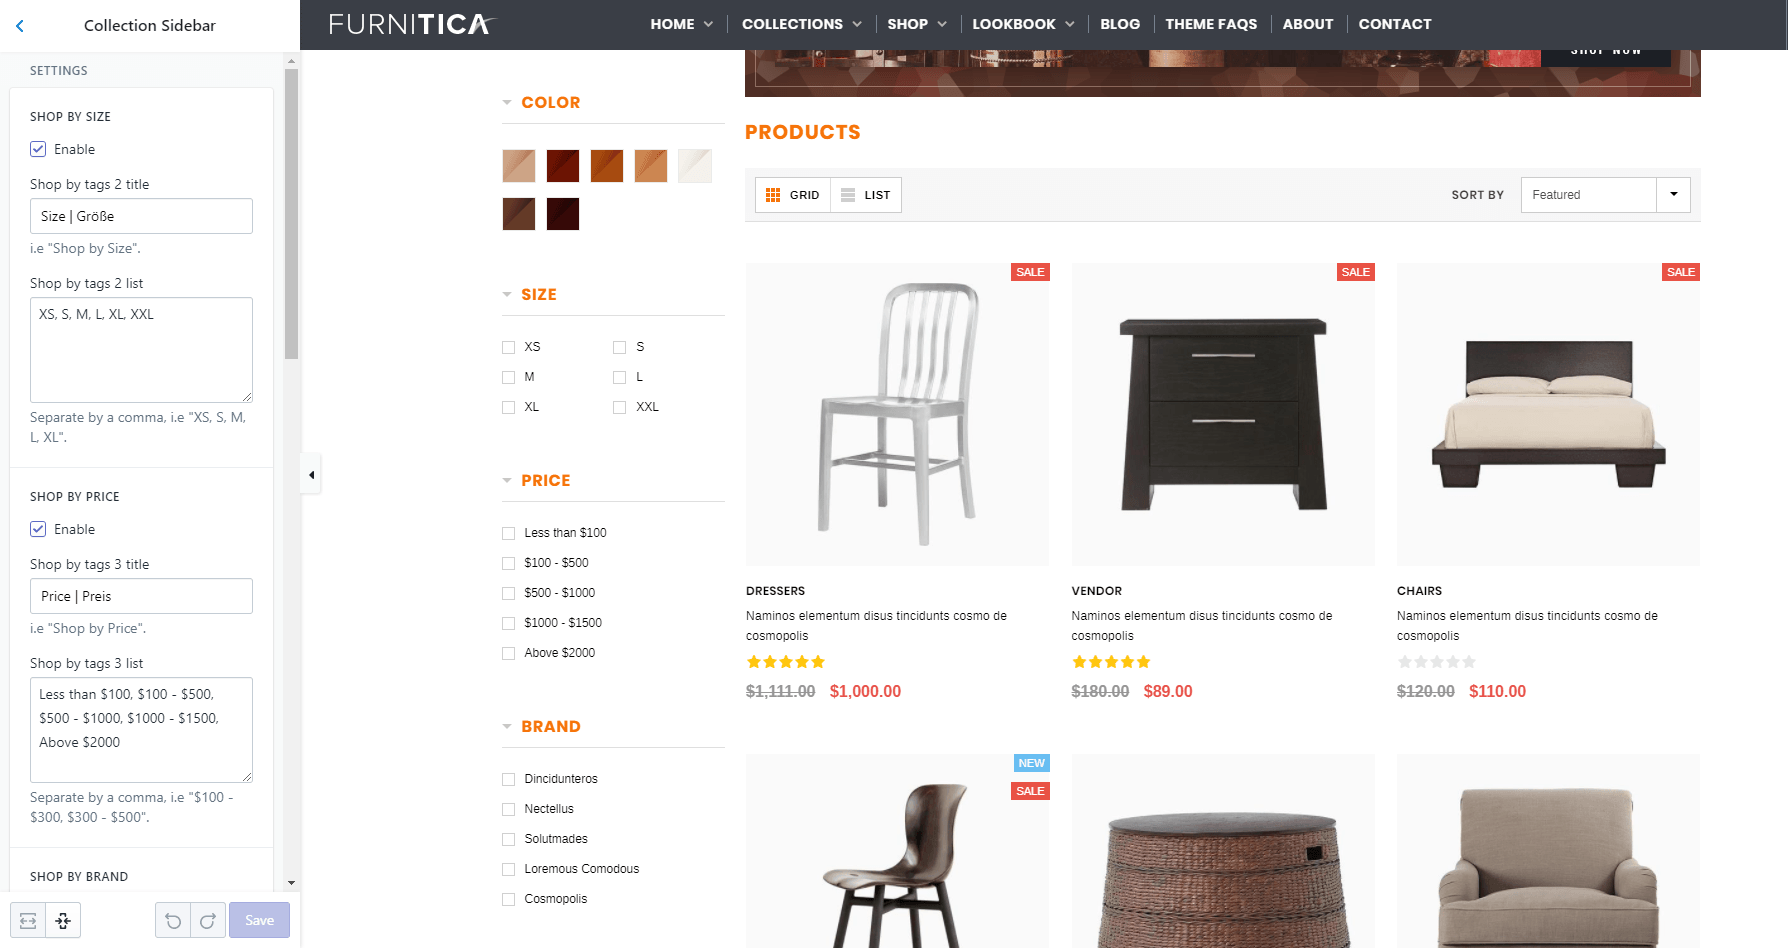 Collection Sidebar
SETTINGS
SHOP BY SIZE
Enable
Shop by tags 2 title
Size | Größe
i.e "Shop by Size".
Shop by tags 2 list
XS, S, M, L, XL, XXL
Separate by a comma, i.e "XS, S, M,
L, XL".
SHOP BY PRICE
Enable
Shop by tags 3 title
Price | Preis
i.e "Shop by Price".
Shop by tags 3 list
Less than $100, $100 - $500,
$500 - $1000, $1000 - $1500,
Above $2000
Separate by a comma, i.e "$100 -
$300, $300 - $500".
SHOP BY BRAND
Save
FURNITICA
HOME
COLLECTIONS
SHOP
LOOKBOOK
BLOG
THEME FAQS
ABOUT
CONTACT
SHOP NOW
COLOR
SIZE
XS
S
M
L
XL
XXL
PRICE
Less than $100
$100 - $500
$500 - $1000
$1000 - $1500
Above $2000
BRAND
Dincidunteros
Nectellus
Solutmades
Loremous Comodous
Cosmopolis
PRODUCTS
GRID
LIST
SORT BY
Featured
SALE
DRESSERS
Naminos elementum disus tincidunts cosmo de
cosmopolis
$1,111.00 $1,000.00
SALE
VENDOR
Naminos elementum disus tincidunts cosmo de
cosmopolis
$180.00 $89.00
SALE
CHAIRS
Naminos elementum disus tincidunts cosmo de
cosmopolis
$120.00 $110.00
NEW
SALE